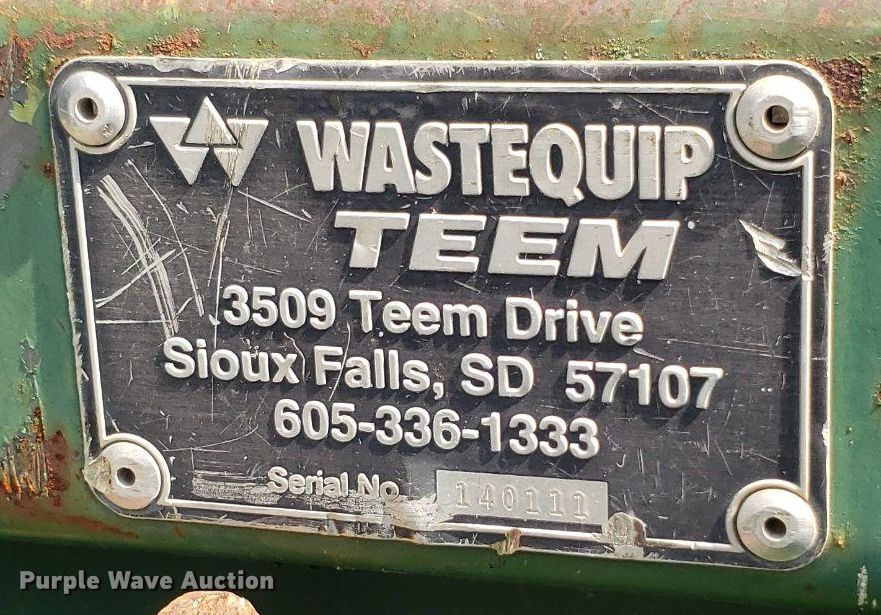 WASTEQUIP
TEEM
3509 Teem Drive
Sioux Falls, SD 57107
605-336-1333
Serial No 140111
Purple Wave Auction